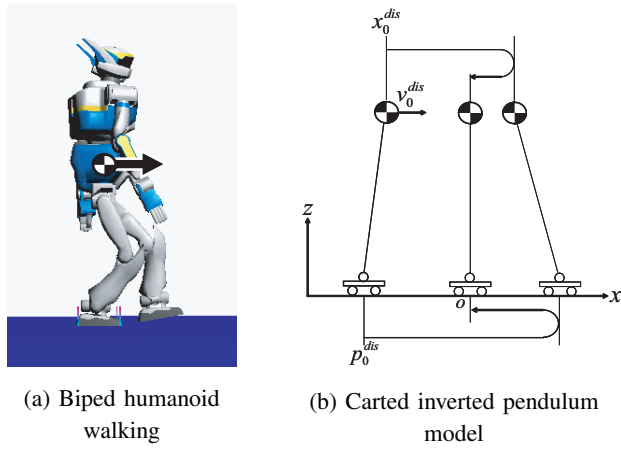 x_0^{dis}
v_0^{dis}
z
o
x
p_0^{dis}
(a) Biped humanoid
walking
(b) Carted inverted pendulum
model